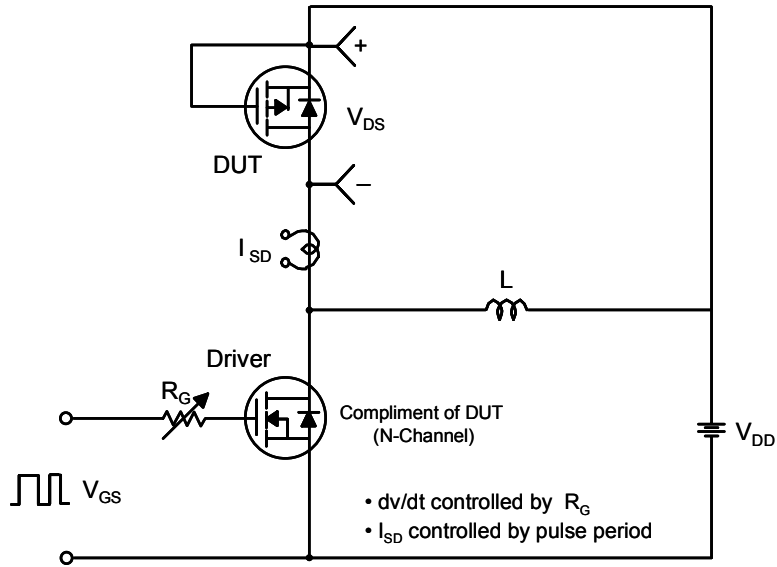 +
V_DS
DUT
–
I_SD
L
Driver
R_G
Compliment of DUT
(N-Channel)
V_DD
V_GS
• dv/dt controlled by R_G
• I_SD controlled by pulse period